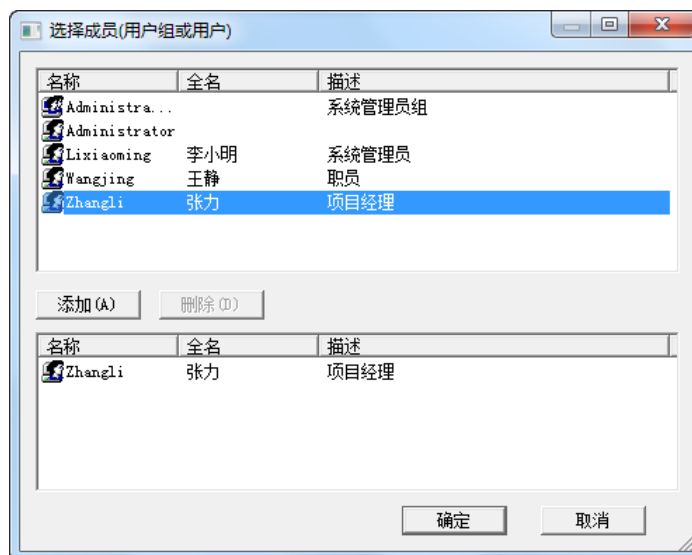 选择成员(用户组或用户)
名称 全名 描述
Administra... 系统管理员组
Administrator
Lixiaoming 李小明 系统管理员
Wangjing 王静 职员
Zhangli 张力 项目经理
添加(A) 删除(D)
名称 全名 描述
Zhangli 张力 项目经理
确定 取消